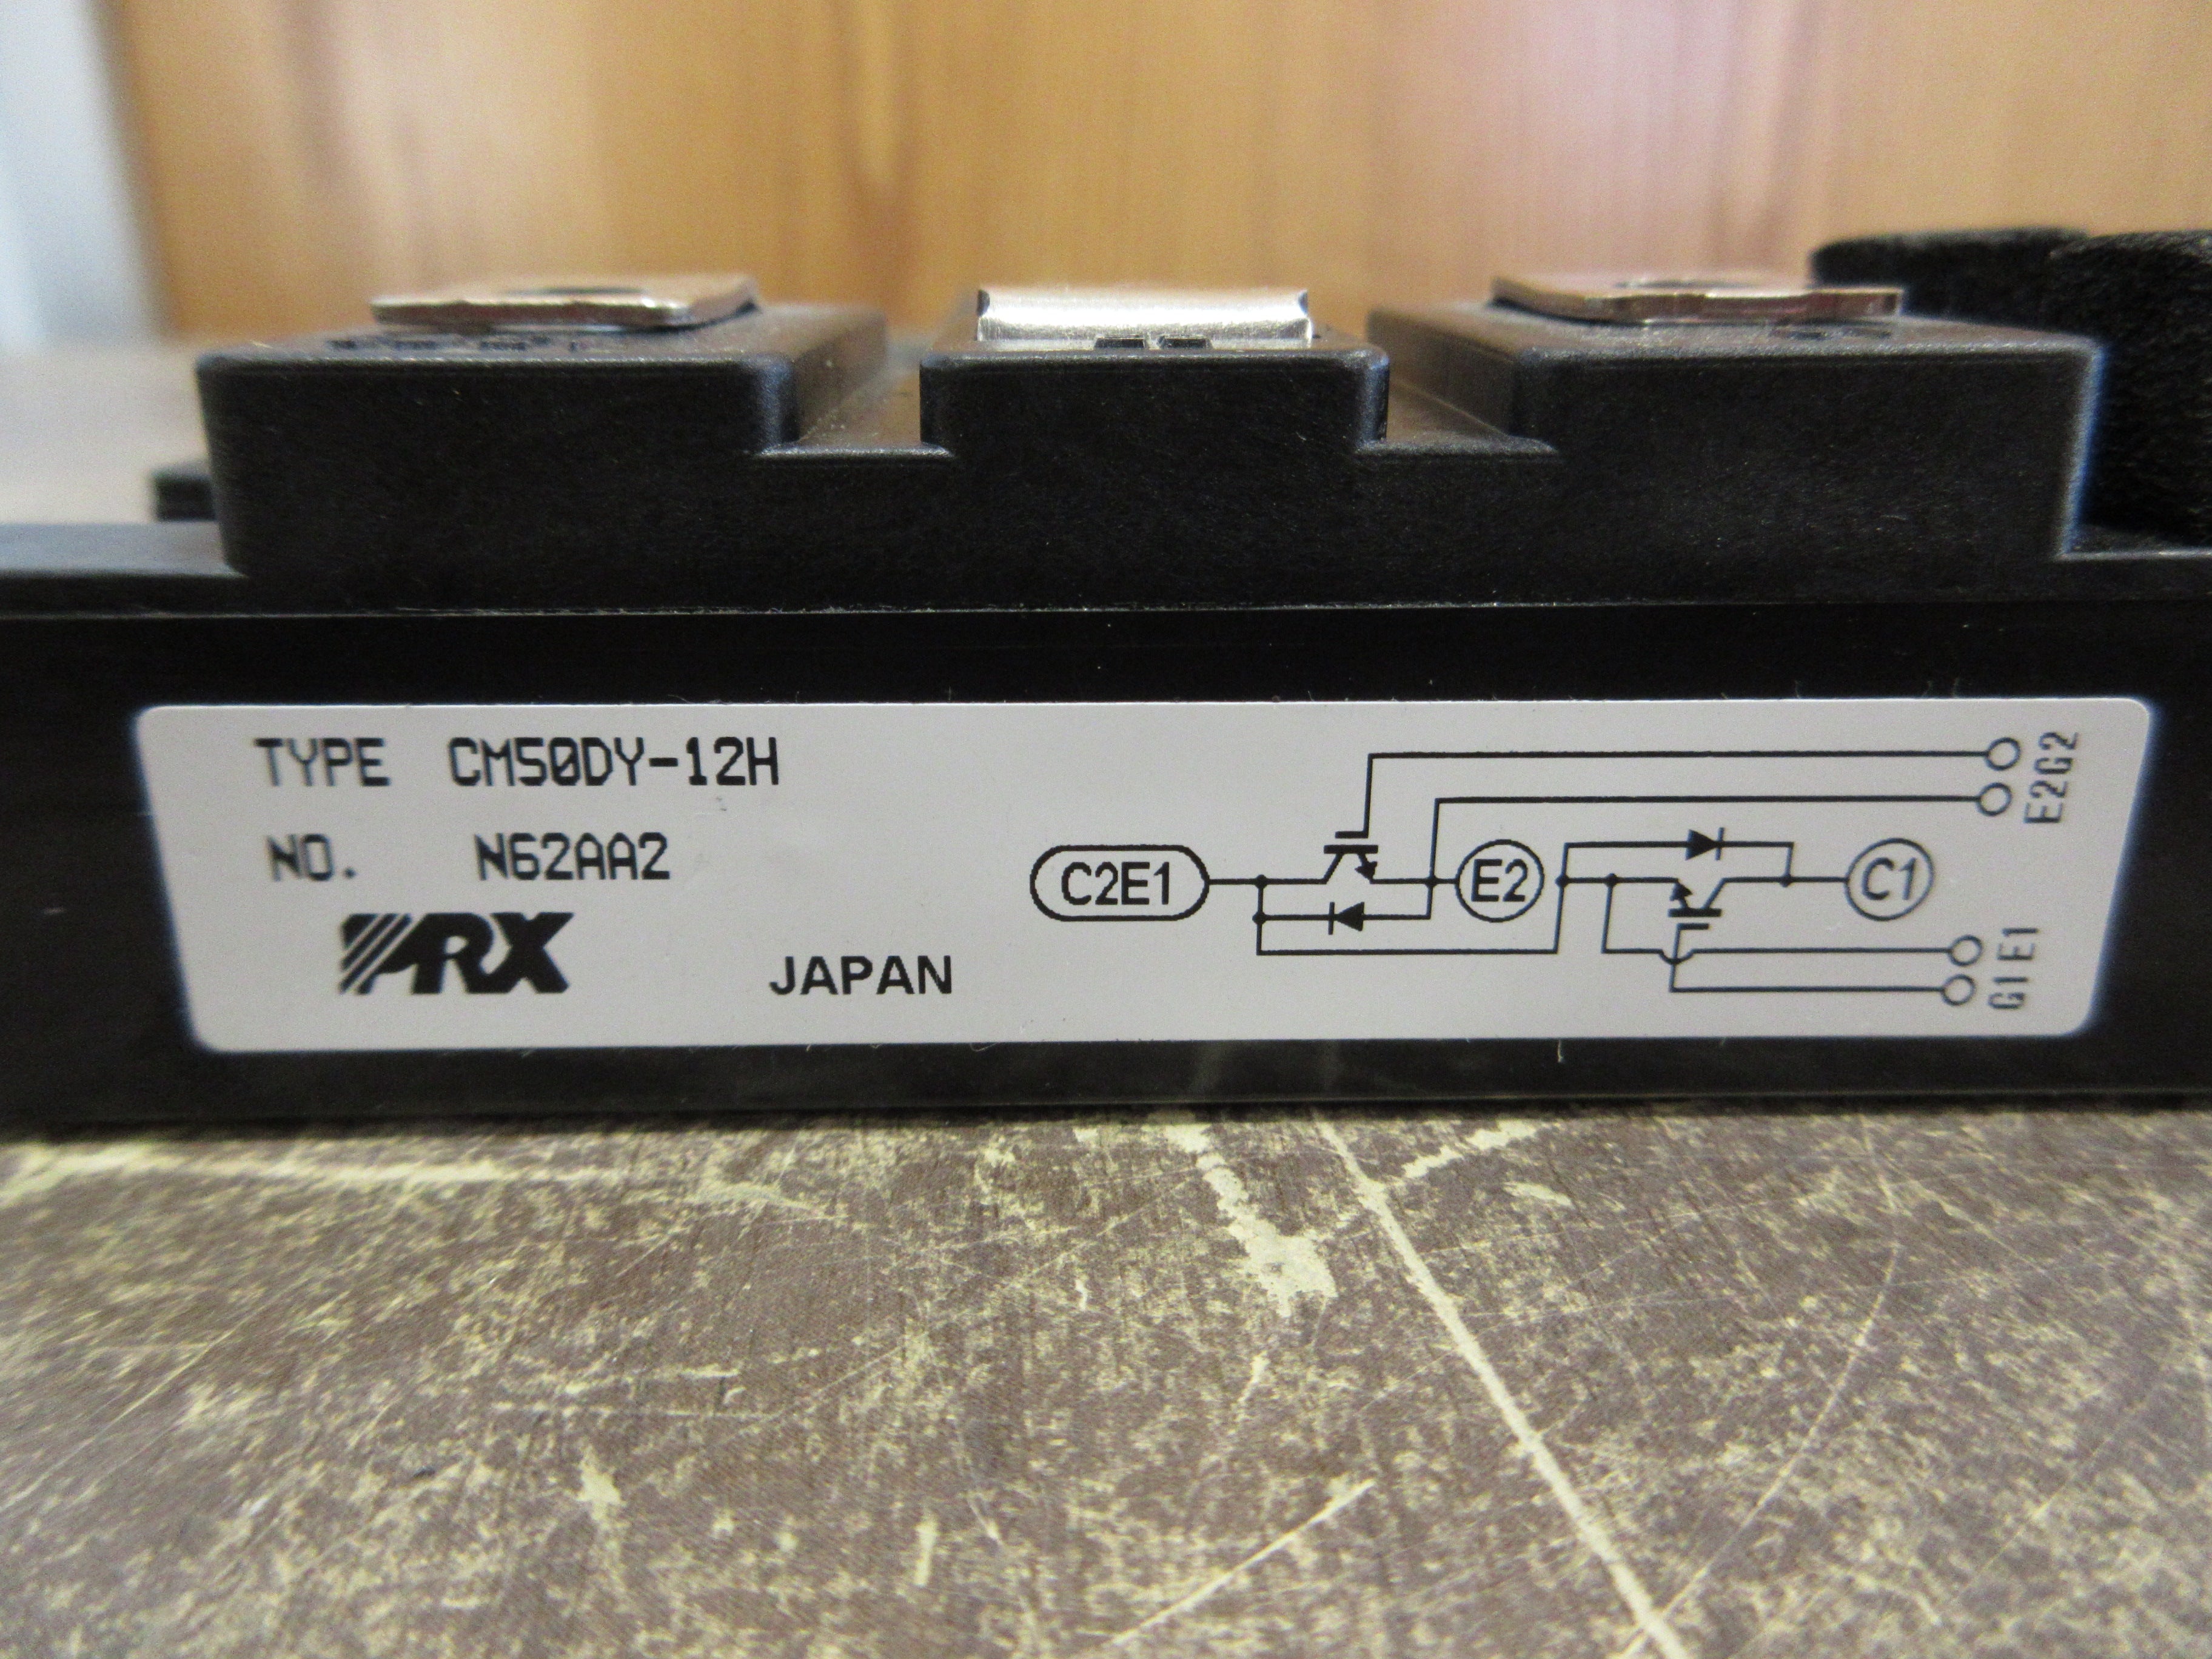 TYPE CM50DY-12H
NO. N62AA2
PRX
JAPAN
C2E1
E2
C1
E2G2
G1E1